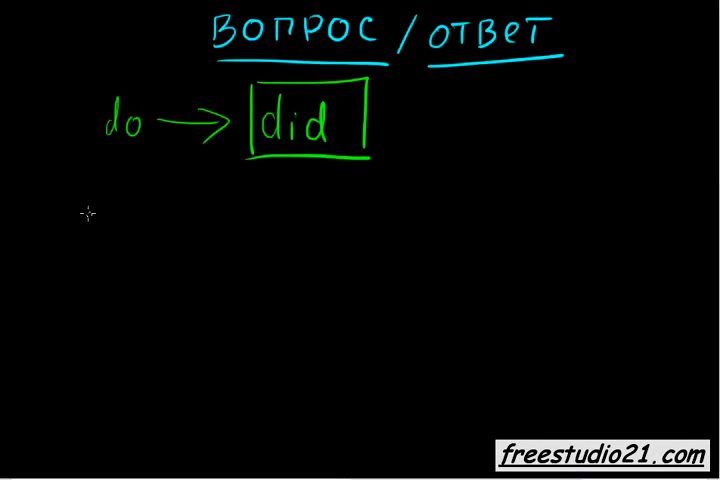 ВОПРОС / ОТВЕТ
do → did
freestudio21.com